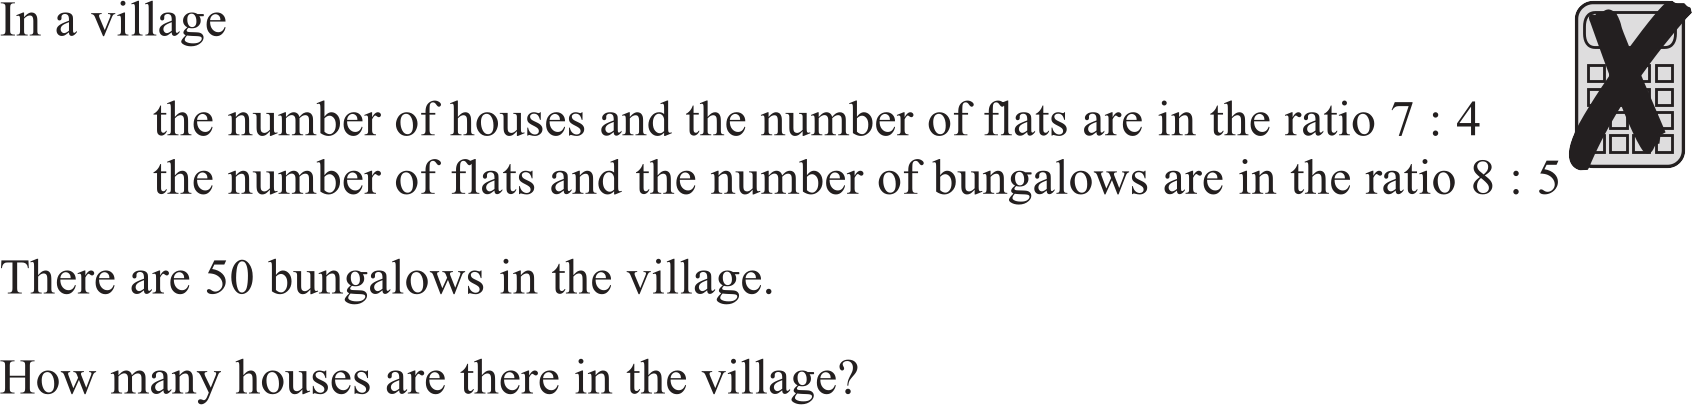 In a village
the number of houses and the number of flats are in the ratio 7 : 4
the number of flats and the number of bungalows are in the ratio 8 : 5
There are 50 bungalows in the village.
How many houses are there in the village?